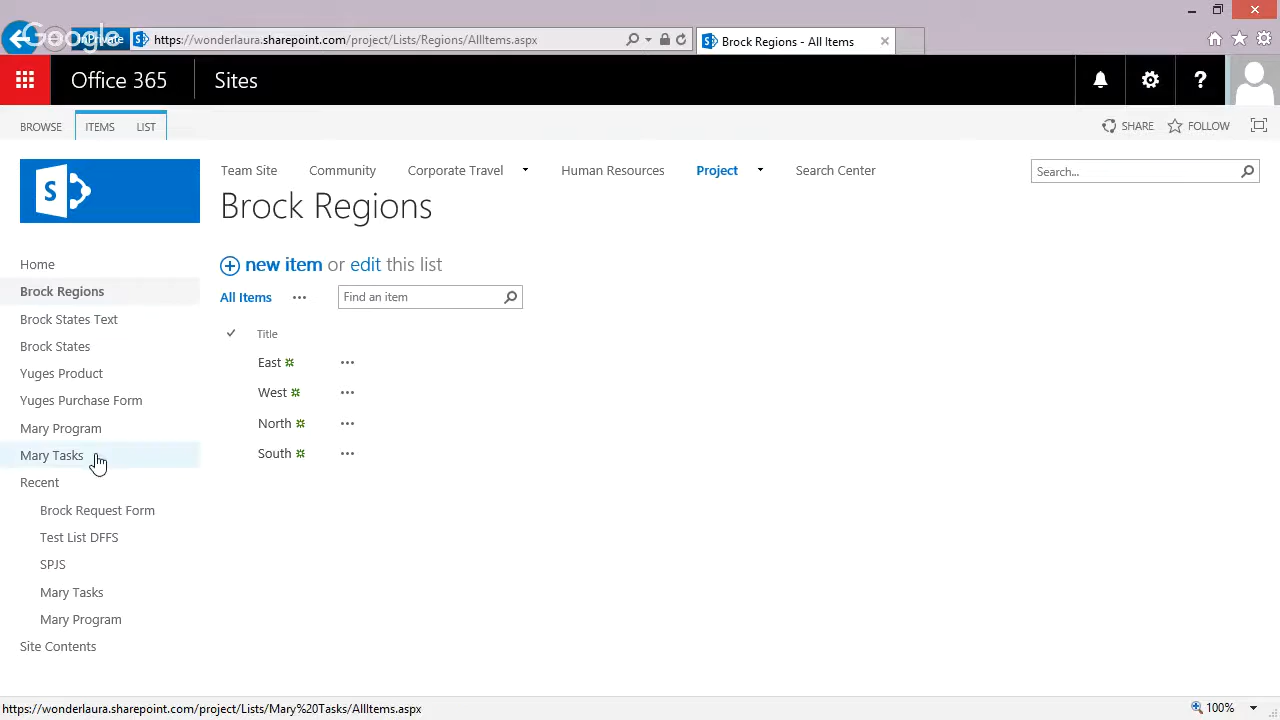 Google
InPrivate
https://wonderlaura.sharepoint.com/project/Lists/Regions/AllItems.aspx
Brock Regions - All Items
Office 365
Sites
BROWSE
ITEMS
LIST
SHARE
FOLLOW
S
Team Site
Community
Corporate Travel
Human Resources
Project
Search Center
Search...
Brock Regions
new item or edit this list
All Items
Find an item
Title
East
West
North
South
Home
Brock Regions
Brock States Text
Brock States
Yuges Product
Yuges Purchase Form
Mary Program
Mary Tasks
Recent
Brock Request Form
Test List DFFS
SPJS
Mary Tasks
Mary Program
Site Contents
https://wonderlaura.sharepoint.com/project/Lists/Mary%20Tasks/AllItems.aspx
100%